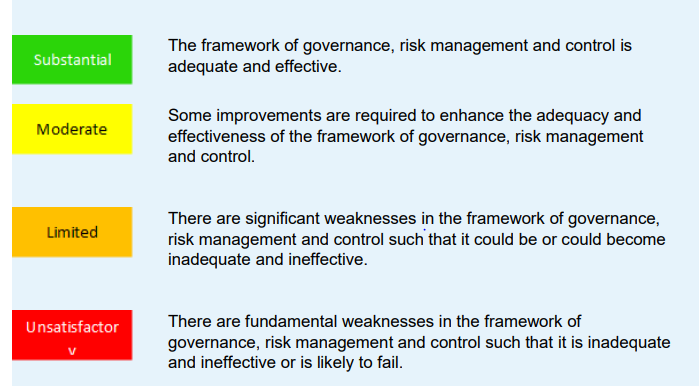 Substantial
The framework of governance, risk management and control is
adequate and effective.
Moderate
Some improvements are required to enhance the adequacy and
effectiveness of the framework of governance, risk management
and control.
Limited
There are significant weaknesses in the framework of governance,
risk management and control such that it could be or could become
inadequate and ineffective.
Unsatisfactor
y
There are fundamental weaknesses in the framework of
governance, risk management and control such that it is inadequate
and ineffective or is likely to fail.